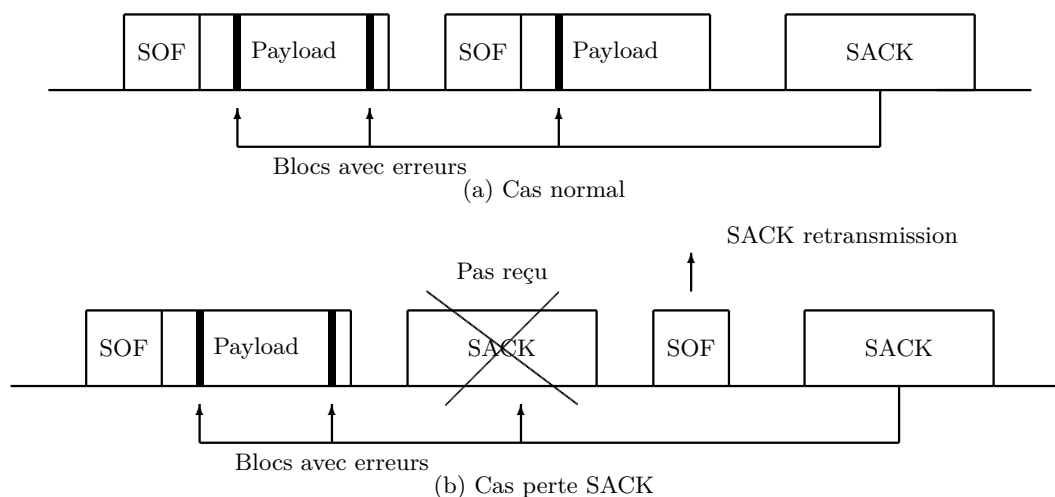 SOF Payload SOF Payload SACK
Blocs avec erreurs
(a) Cas normal
SACK retransmission
Pas reçu
SOF Payload SACK SOF SACK
Blocs avec erreurs
(b) Cas perte SACK